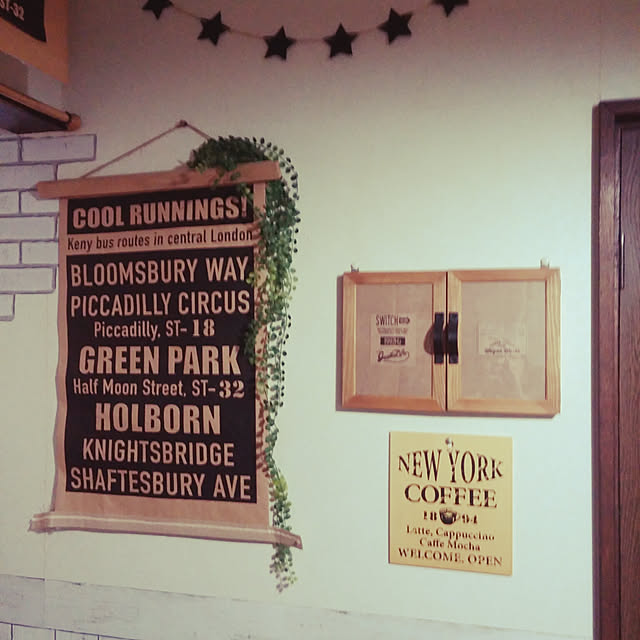 ST-32
COOL RUNNINGS!
Keny bus routes in central London
BLOOMSBURY WAY
PICCADILLY CIRCUS
Piccadilly, ST-18
GREEN PARK
Half Moon Street, ST-32
HOLBORN
KNIGHTSBRIDGE
SHAFTESBURY AVE
SWITCH
NEW YORK
COFFEE
1894
Latte, Cappuccino
Caffe Mocha
WELCOME, OPEN